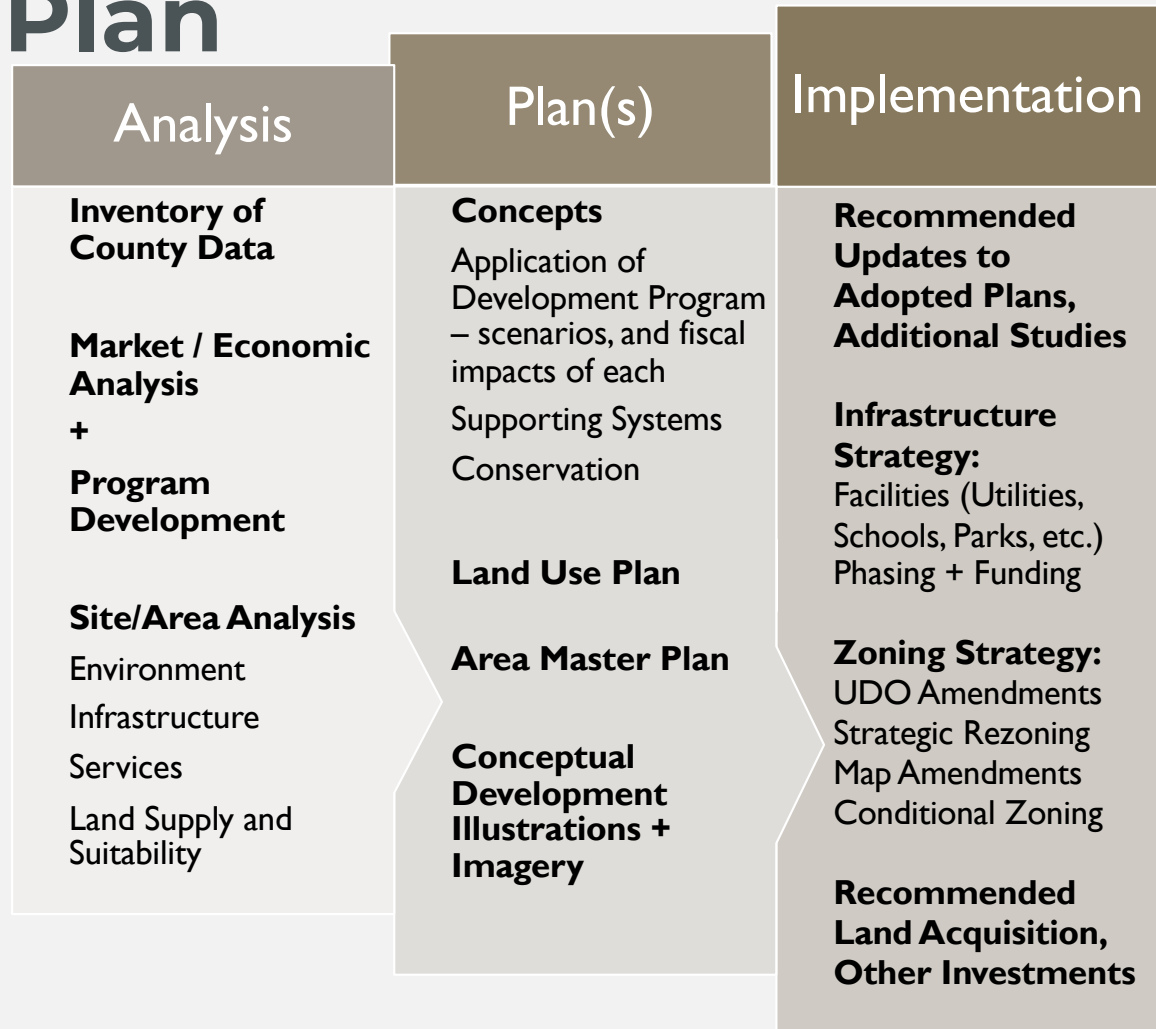 Plan
Analysis
Inventory of
County Data
Market / Economic
Analysis
+
Program
Development
Site/Area Analysis
Environment
Infrastructure
Services
Land Supply and
Suitability
Plan(s)
Concepts
Application of
Development Program
– scenarios, and fiscal
impacts of each
Supporting Systems
Conservation
Land Use Plan
Area Master Plan
Conceptual
Development
Illustrations +
Imagery
Implementation
Recommended
Updates to
Adopted Plans,
Additional Studies
Infrastructure
Strategy:
Facilities (Utilities,
Schools, Parks, etc.)
Phasing + Funding
Zoning Strategy:
UDO Amendments
Strategic Rezoning
Map Amendments
Conditional Zoning
Recommended
Land Acquisition,
Other Investments